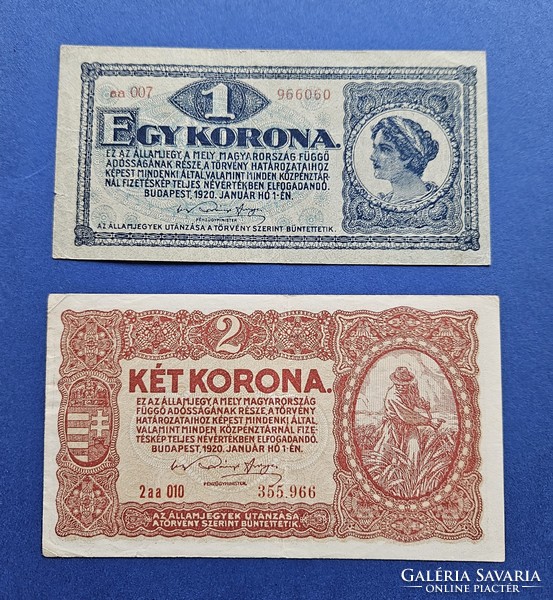 1
aa 007
966060
EGY KORONA.
EZ AZ ÁLLAMJEGY, A MELY MAGYARORSZÁG FÜGGŐ
ADÓSSÁGÁNAK RÉSZE, A TÖRVÉNY HATÁROZATAIHOZ
KÉPEST MINDENKI ÁLTAL, VALAMINT MINDEN KÖZPÉNZTÁR-
NÁL FIZETÉSKÉP TELJES NÉVÉRTÉKBEN ELFOGADANDÓ.
BUDAPEST, 1920. JANUÁR HÓ 1-ÉN.
PÉNZÜGYMINISTER.
AZ ÁLLAMJEGYEK UTÁNZÁSA A TÖRVÉNY SZERINT BÜNTETTETIK.
2
KÉT KORONA.
EZ AZ ÁLLAMJEGY, A MELY MAGYARORSZÁG
FÜGGŐ ADÓSSÁGÁNAK RÉSZE, A TÖRVÉNY
HATÁROZATAIHOZ KÉPEST MINDENKI ÁLTAL,
VALAMINT MINDEN KÖZPÉNZTÁRNÁL FIZE-
TÉSKÉP TELJES NÉVÉRTÉKBEN ELFOGADANDÓ.
BUDAPEST, 1920. JANUÁR HÓ 1-ÉN.
PÉNZÜGYMINISTER.
2aa 010
355.966
AZ ÁLLAMJEGYEK UTÁNZÁSA
A TÖRVÉNY SZERINT BÜNTETTETIK.
GALÉRIA SAVARIA
ONLINE PIACTÉR